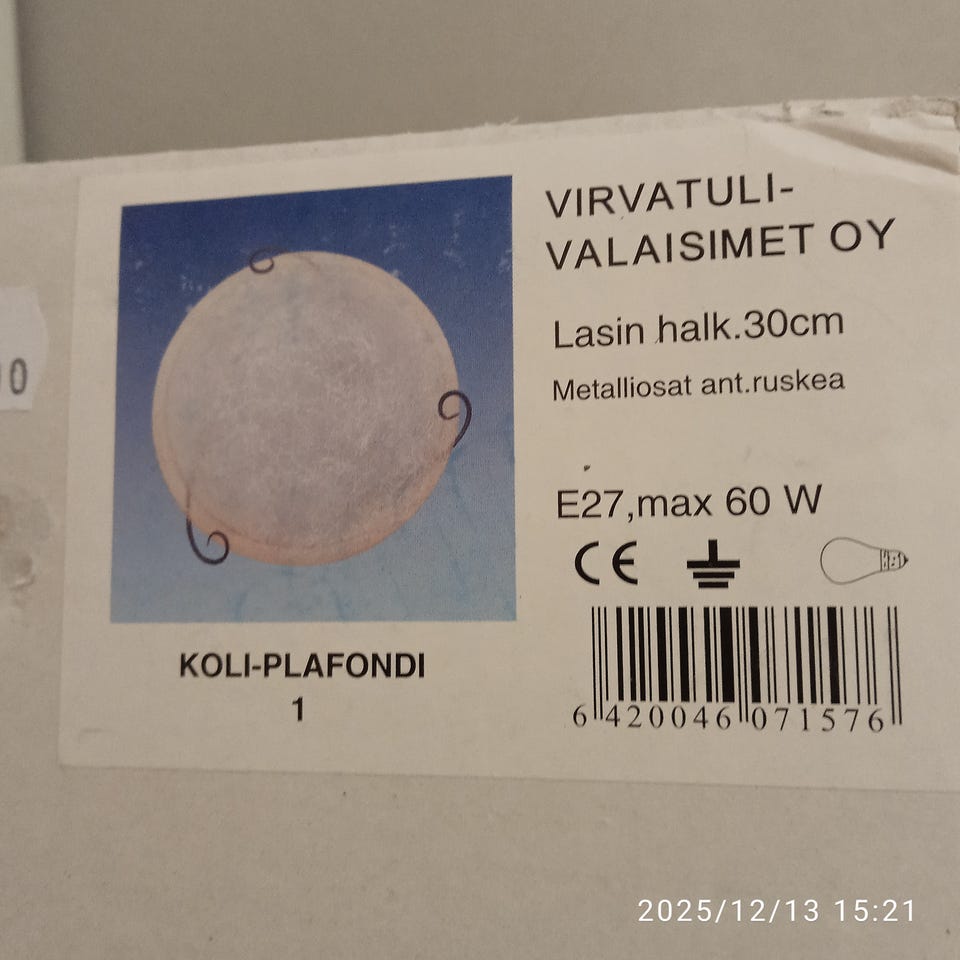 VIRVATULI-
VALAISIMET OY
Lasin halk.30cm
Metalliosat ant.ruskea
E27,max 60 W
CE
KOLI-PLAFONDI
1
6 420046 071576
2025/12/13 15:21